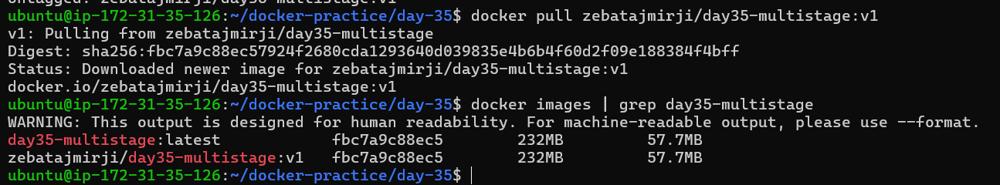 Untagged: zebatajmirji/day35-multistage:v1
ubuntu@ip-172-31-35-126:~/docker-practice/day-35$ docker pull zebatajmirji/day35-multistage:v1
v1: Pulling from zebatajmirji/day35-multistage
Digest: sha256:fbc7a9c88ec57924f2680cda1293640d039835e4b6b4f60d2f09e188384f4bff
Status: Downloaded newer image for zebatajmirji/day35-multistage:v1
docker.io/zebatajmirji/day35-multistage:v1
ubuntu@ip-172-31-35-126:~/docker-practice/day-35$ docker images | grep day35-multistage
WARNING: This output is designed for human readability. For machine-readable output, please use --format.
day35-multistage:latest fbc7a9c88ec5 232MB 57.7MB
zebatajmirji/day35-multistage:v1 fbc7a9c88ec5 232MB 57.7MB
ubuntu@ip-172-31-35-126:~/docker-practice/day-35$